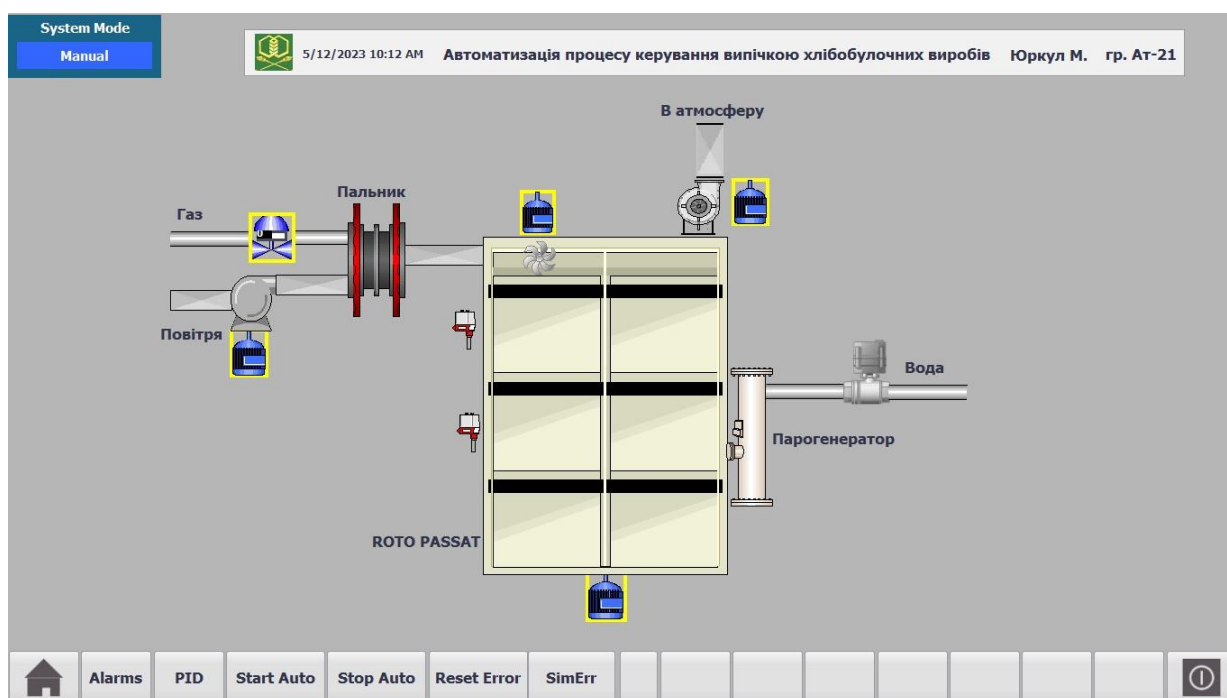 System Mode
Manual
5/12/2023 10:12 AM Автоматизація процесу керування випічкою хлібобулочних виробів Юркул М. гр. Ат-21
В атмосферу
Пальник
Газ
Повітря
Вода
Парогенератор
ROTO PASSAT
Alarms PID Start Auto Stop Auto Reset Error SimErr